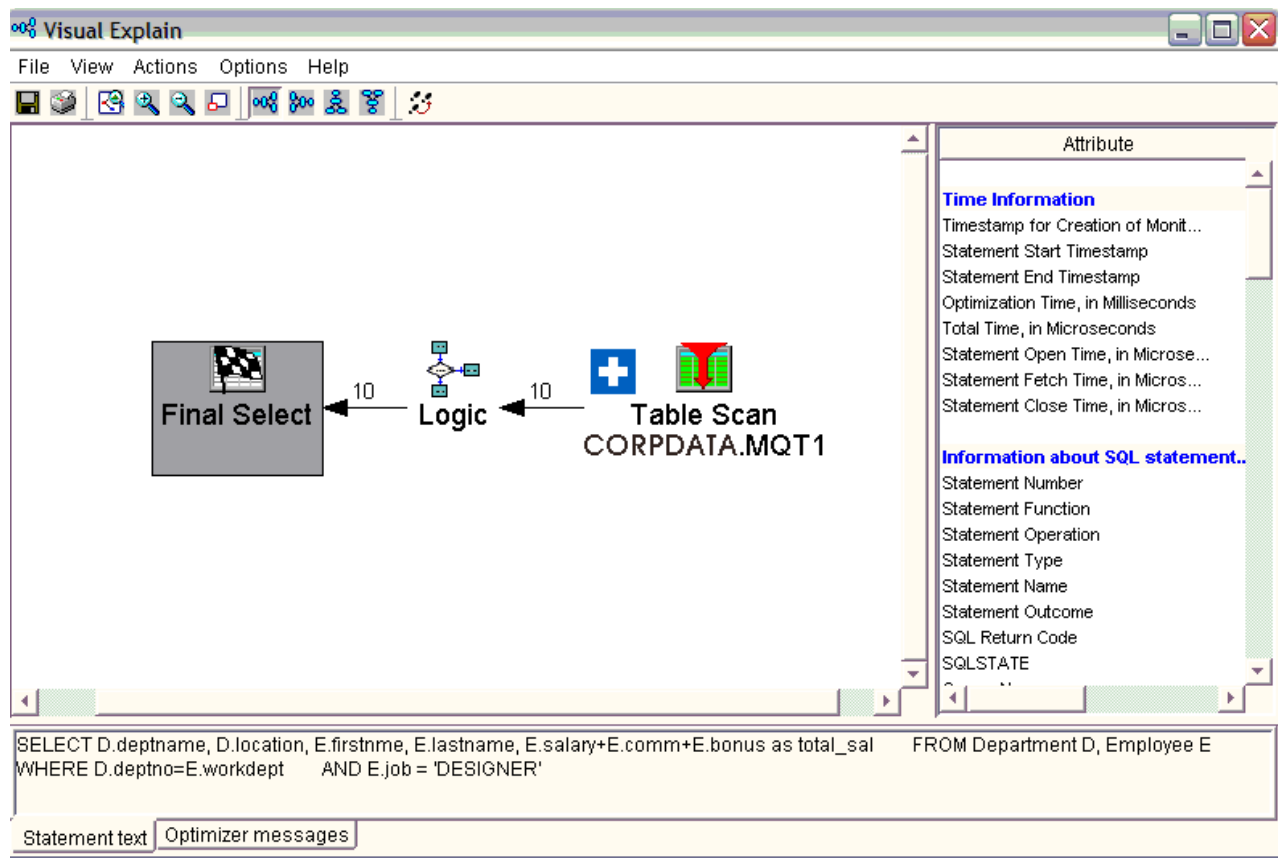 Visual Explain
File View Actions Options Help
Attribute
Time Information
Timestamp for Creation of Monit...
Statement Start Timestamp
Statement End Timestamp
Optimization Time, in Milliseconds
Total Time, in Microseconds
Statement Open Time, in Microse...
Statement Fetch Time, in Micros...
Statement Close Time, in Micros...
Information about SQL statement..
Statement Number
Statement Function
Statement Operation
Statement Type
Statement Name
Statement Outcome
SQL Return Code
SQLSTATE
10
10
Final Select
Logic
Table Scan
CORPDATA.MQT1
SELECT D.deptname, D.location, E.firstnme, E.lastname, E.salary+E.comm+E.bonus as total_sal FROM Department D, Employee E
WHERE D.deptno=E.workdept AND E.job = 'DESIGNER'
Statement text Optimizer messages